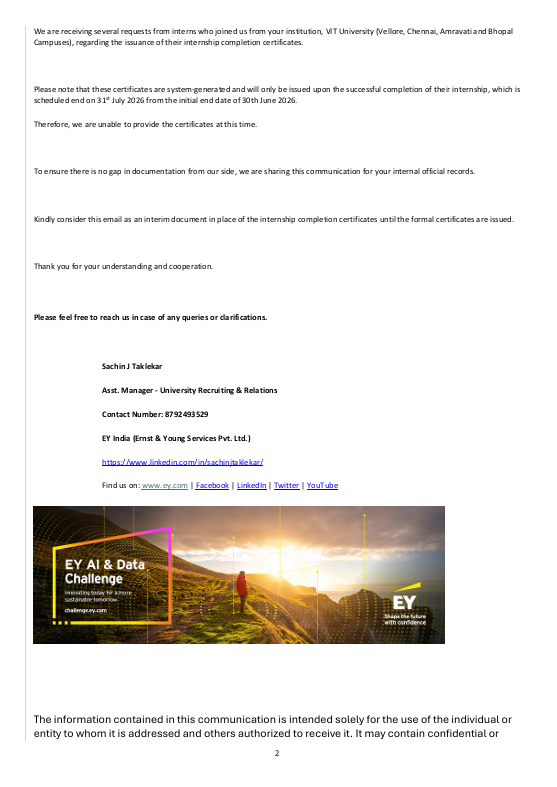 We are receiving several requests from interns who joined us from your institution, VIT University (Vellore, Chennai, Amravati and Bhopal
Campuses), regarding the issuance of their internship completion certificates.
Please note that these certificates are system-generated and will only be issued upon the successful completion of their internship, which is
scheduled end on 31st July 2026 from the initial end date of 30th June 2026.
Therefore, we are unable to provide the certificates at this time.
To ensure there is no gap in documentation from our side, we are sharing this communication for your internal official records.
Kindly consider this email as an interim document in place of the internship completion certificates until the formal certificates are issued.
Thank you for your understanding and cooperation.
Please feel free to reach us in case of any queries or clarifications.
Sachin J Taklekar
Asst. Manager - University Recruiting & Relations
Contact Number: 8792493529
EY India (Ernst & Young Services Pvt. Ltd.)
https://www.linkedin.com/in/sachinjtaklekar/
Find us on: www.ey.com | Facebook | LinkedIn | Twitter | YouTube
EY AI & Data
Challenge
Innovating today for a more
sustainable tomorrow
challenge.ey.com
EY
Shape the future
with confidence
The information contained in this communication is intended solely for the use of the individual or
entity to whom it is addressed and others authorized to receive it. It may contain confidential or
2